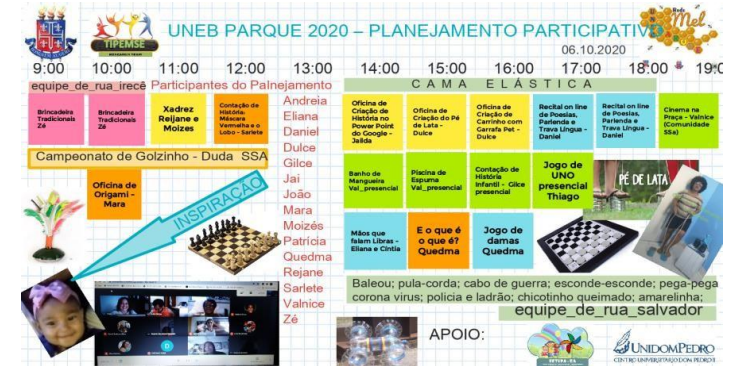 UNEB PARQUE 2020 – PLANEJAMENTO PARTICIPATIVO
TIPEMSE
Mel
06.10.2020
9:00 10:00 11:00 12:00 13:00 14:00 15:00 16:00 17:00 18:00 19:0
equipe_de_rua_irecê
Participantes do Palnejamento
CAMA ELÁSTICA
Brincadeira
Tradicionais
Zé
Brincadeira
Tradicionais
Zé
Xadrez
Reijane e
Moizes
Contação de
História:
Máscara
Vermelha e o
Lobo - Sarlete
Campeonato de Golzinho - Duda SSA
Oficina de
Origami -
Mara
INSPIRAÇÃO
Andreia
Eliana
Daniel
Dulce
Gilce
Jai
João
Mara
Moizés
Patrícia
Quedma
Rejane
Sarlete
Valnice
Zé
Oficina de
Criação de
História no
Power Point
do Google -
Jailda
Oficina de
Criação do Pé
de Lata -
Dulce
Oficina de
Criação de
Carrinho com
Garrafa Pet -
Dulce
Recital on line
de Poesias,
Parlenda e
Trava Língua -
Daniel
Recital on line
de Poesias,
Parlenda e
Trava Língua -
Daniel
Cinema na
Praça - Valnice
(Comunidade
SSa)
Banho de
Mangueira
Val_presencial
Piscina de
Espuma
Val_presencial
Contação de
História
Infantil - Gilce
presencial
Jogo de
UNO
presencial
Thiago
PÉ DE LATA
Mãos que
falam Libras -
Eliana e Cíntia
E o que é
o que é?
Quedma
Jogo de
damas
Quedma
Baleou; pula-corda; cabo de guerra; esconde-esconde; pega-pega
corona virus; policia e ladrão; chicotinho queimado; amarelinha;
equipe_de_rua_salvador
APOIO:
UNIDOMPEDRO
CENTRO UNIVERSITÁRIO DOM PEDRO II